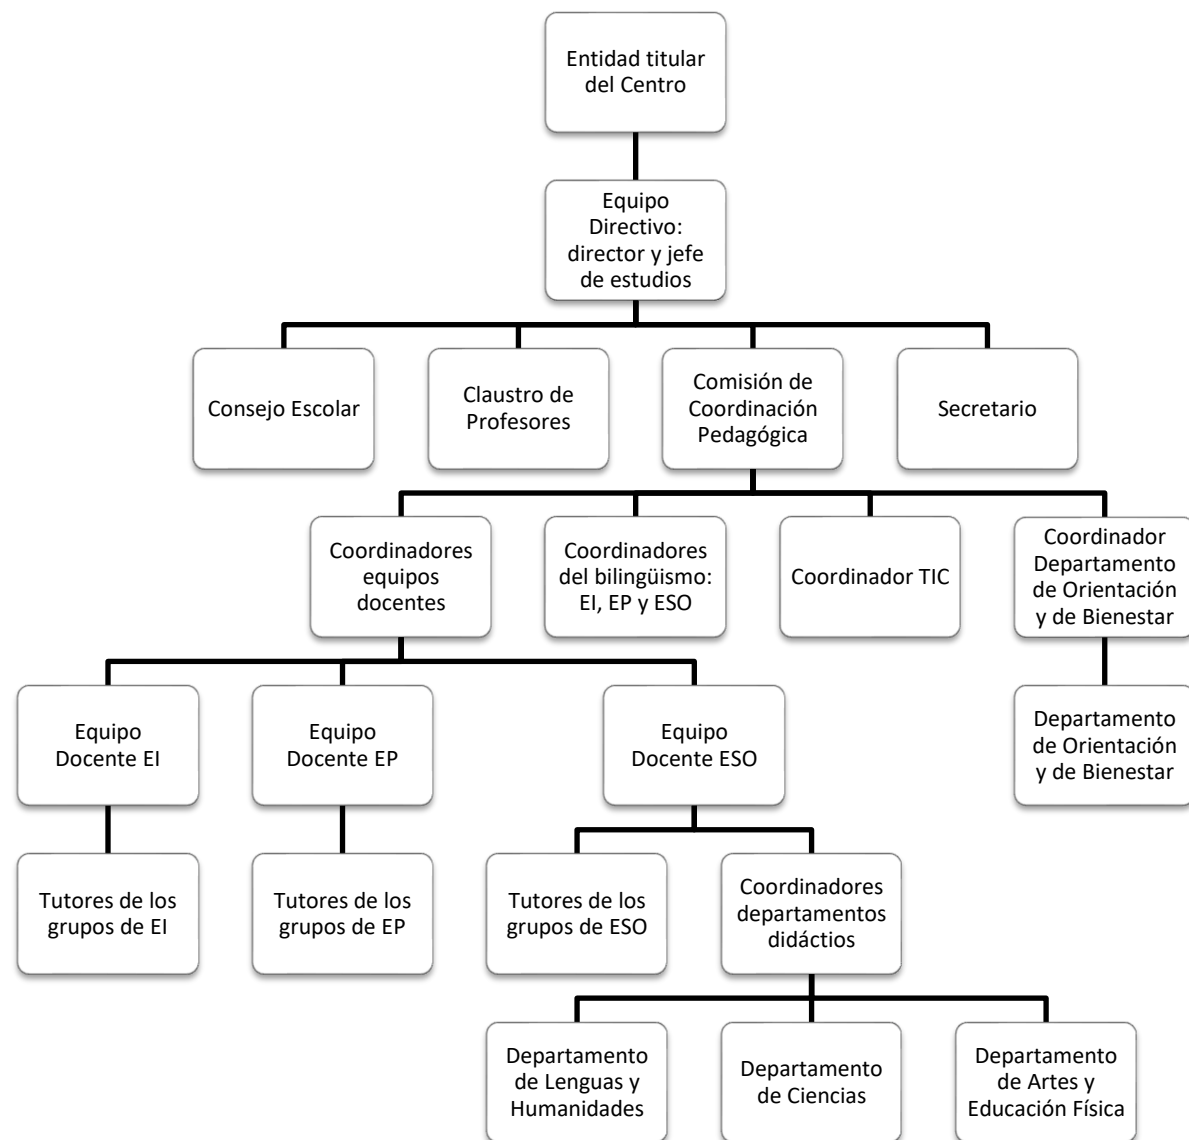 Entidad titular
del Centro
Equipo
Directivo:
director y jefe
de estudios
Consejo Escolar
Claustro de
Profesores
Comisión de
Coordinación
Pedagógica
Secretario
Coordinadores
equipos
docentes
Coordinadores
del bilingüismo:
EI, EP y ESO
Coordinador TIC
Coordinador
Departamento
de Orientación
y de Bienestar
Equipo
Docente EI
Equipo
Docente EP
Equipo
Docente ESO
Departamento
de Orientación
y de Bienestar
Tutores de los
grupos de EI
Tutores de los
grupos de EP
Tutores de los
grupos de ESO
Coordinadores
departamentos
didáctios
Departamento
de Lenguas y
Humanidades
Departamento
de Ciencias
Departamento
de Artes y
Educación Física